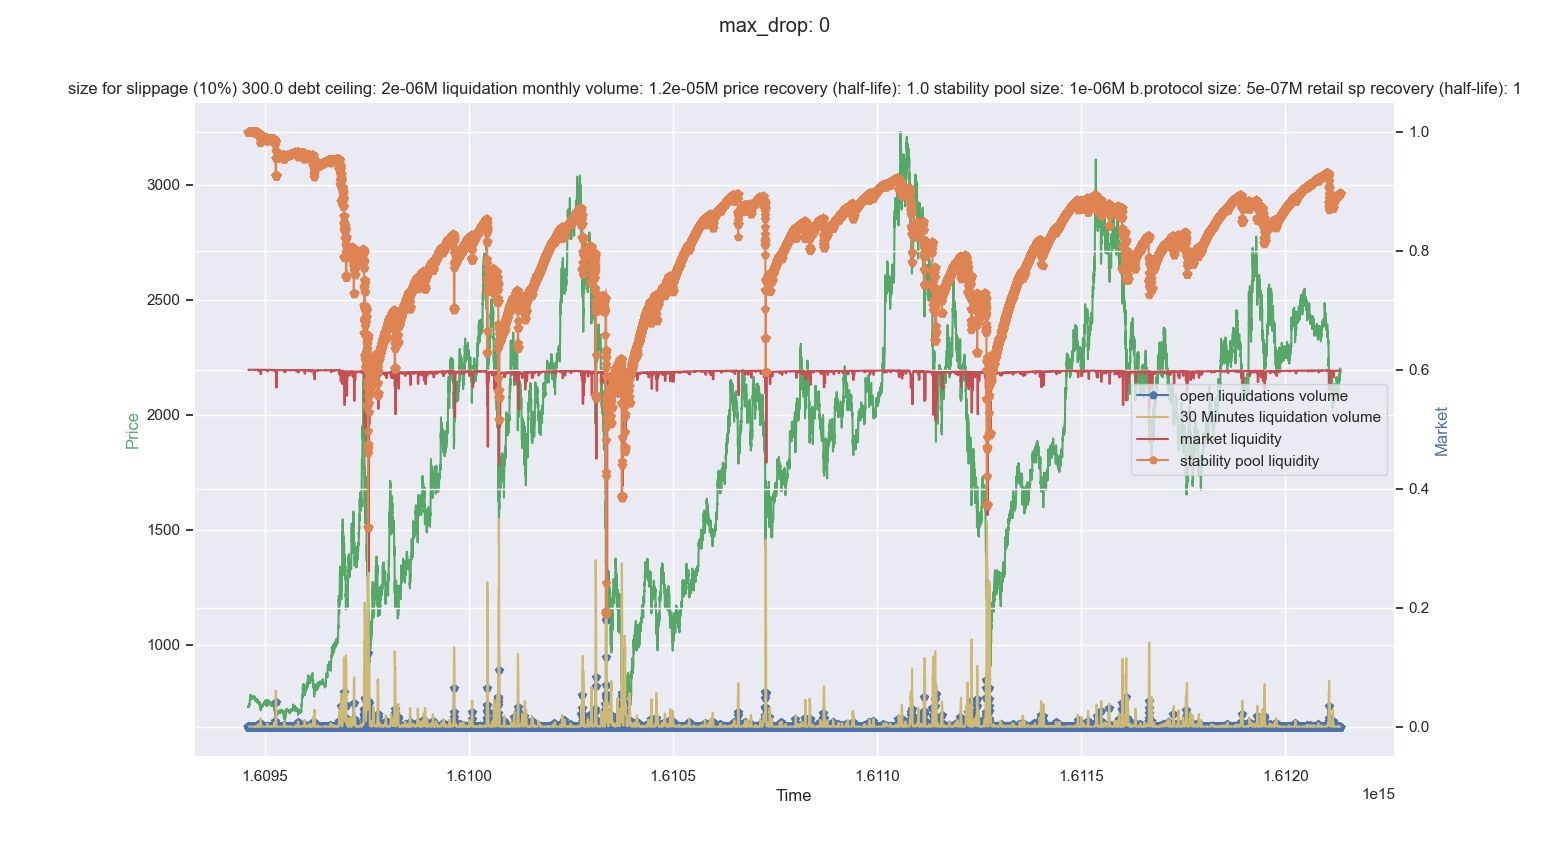 max_drop: 0
size for slippage (10%) 300.0 debt ceiling: 2e-06M liquidation monthly volume: 1.2e-05M price recovery (half-life): 1.0 stability pool size: 1e-06M b.protocol size: 5e-07M retail sp recovery (half-life): 1
3000
2500
2000
1500
1000
Price
1.0
0.8
0.6
0.4
0.2
0.0
Market
open liquidations volume
30 Minutes liquidation volume
market liquidity
stability pool liquidity
1.6095
1.6100
1.6105
1.6110
1.6115
1.6120
Time
1e15